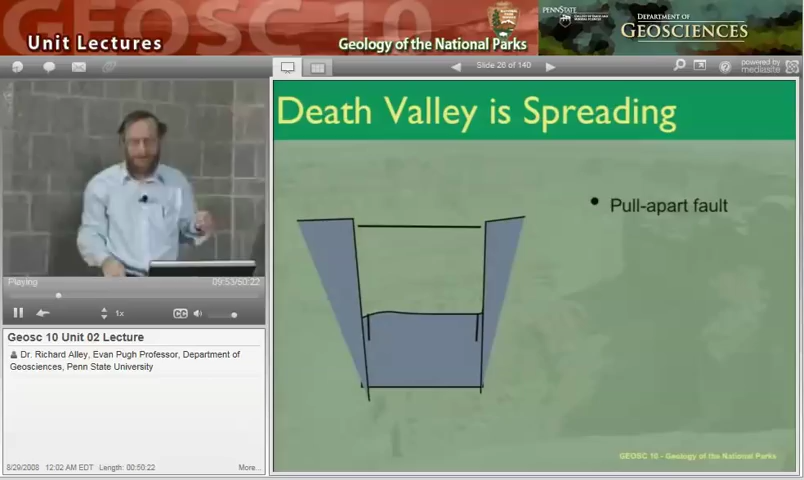 GEOSC 10
Unit Lectures
Geology of the National Parks
PENNSTATE
DEPARTMENT OF
GEOSCIENCES
Slide 26 of 140
powered by
mediasite
Death Valley is Spreading
Pull-apart fault
Playing
09:53/50:22
1x
CC
Geosc 10 Unit 02 Lecture
Dr. Richard Alley, Evan Pugh Professor, Department of
Geosciences, Penn State University
8/29/2008 12:02 AM EDT Length: 00:50:22
More...
GEOSC 10 - Geology of the National Parks